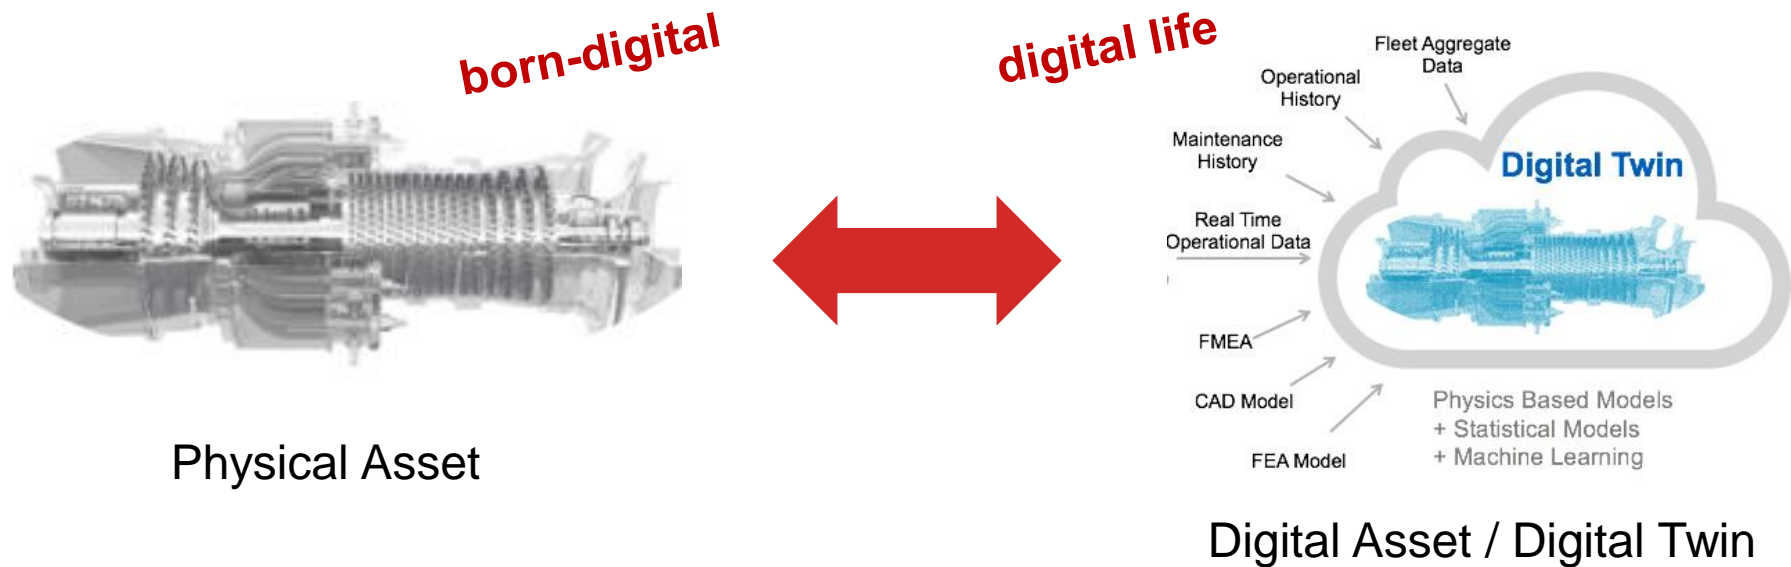 born-digital
digital life
Physical Asset
Fleet Aggregate
Data
Operational
History
Maintenance
History
Real Time
Operational Data
FMEA
CAD Model
FEA Model
Digital Twin
Physics Based Models
+ Statistical Models
+ Machine Learning
Digital Asset / Digital Twin